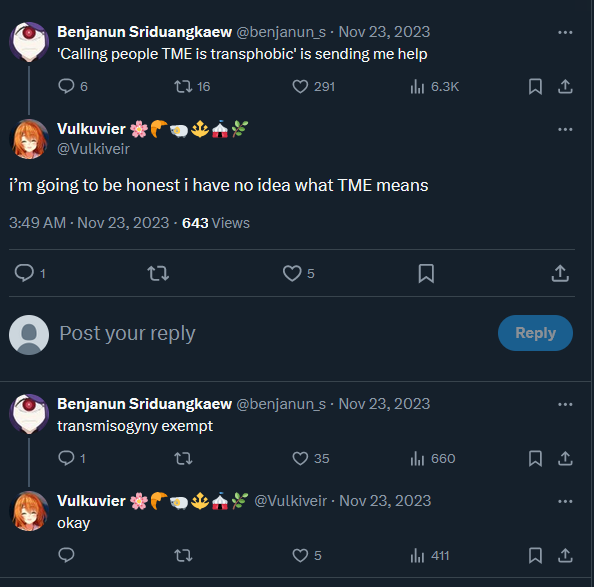 Benjanun Sriduangkaew @benjanun_s · Nov 23, 2023
'Calling people TME is transphobic' is sending me help
6 16 291 6.3K
Vulkuvier 🌸🥐🐏🔱🎪🌿
@Vulkiveir
i’m going to be honest i have no idea what TME means
3:49 AM · Nov 23, 2023 · 643 Views
1 5
Post your reply Reply
Benjanun Sriduangkaew @benjanun_s · Nov 23, 2023
transmisogyny exempt
1 35 660
Vulkuvier 🌸🥐🐏🔱🎪🌿 @Vulkiveir · Nov 23, 2023
okay
5 411